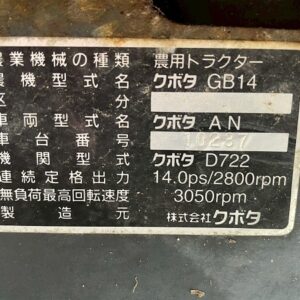 農業機械の種類 農用トラクター
農機型式名 クボタ GB14
区分
車両型式名 クボタ AN
車台番号 10237
機関型式 クボタ D722
連続定格出力 14.0ps/2800rpm
無負荷最高回転速度 3050rpm
製造元 株式会社 クボタ